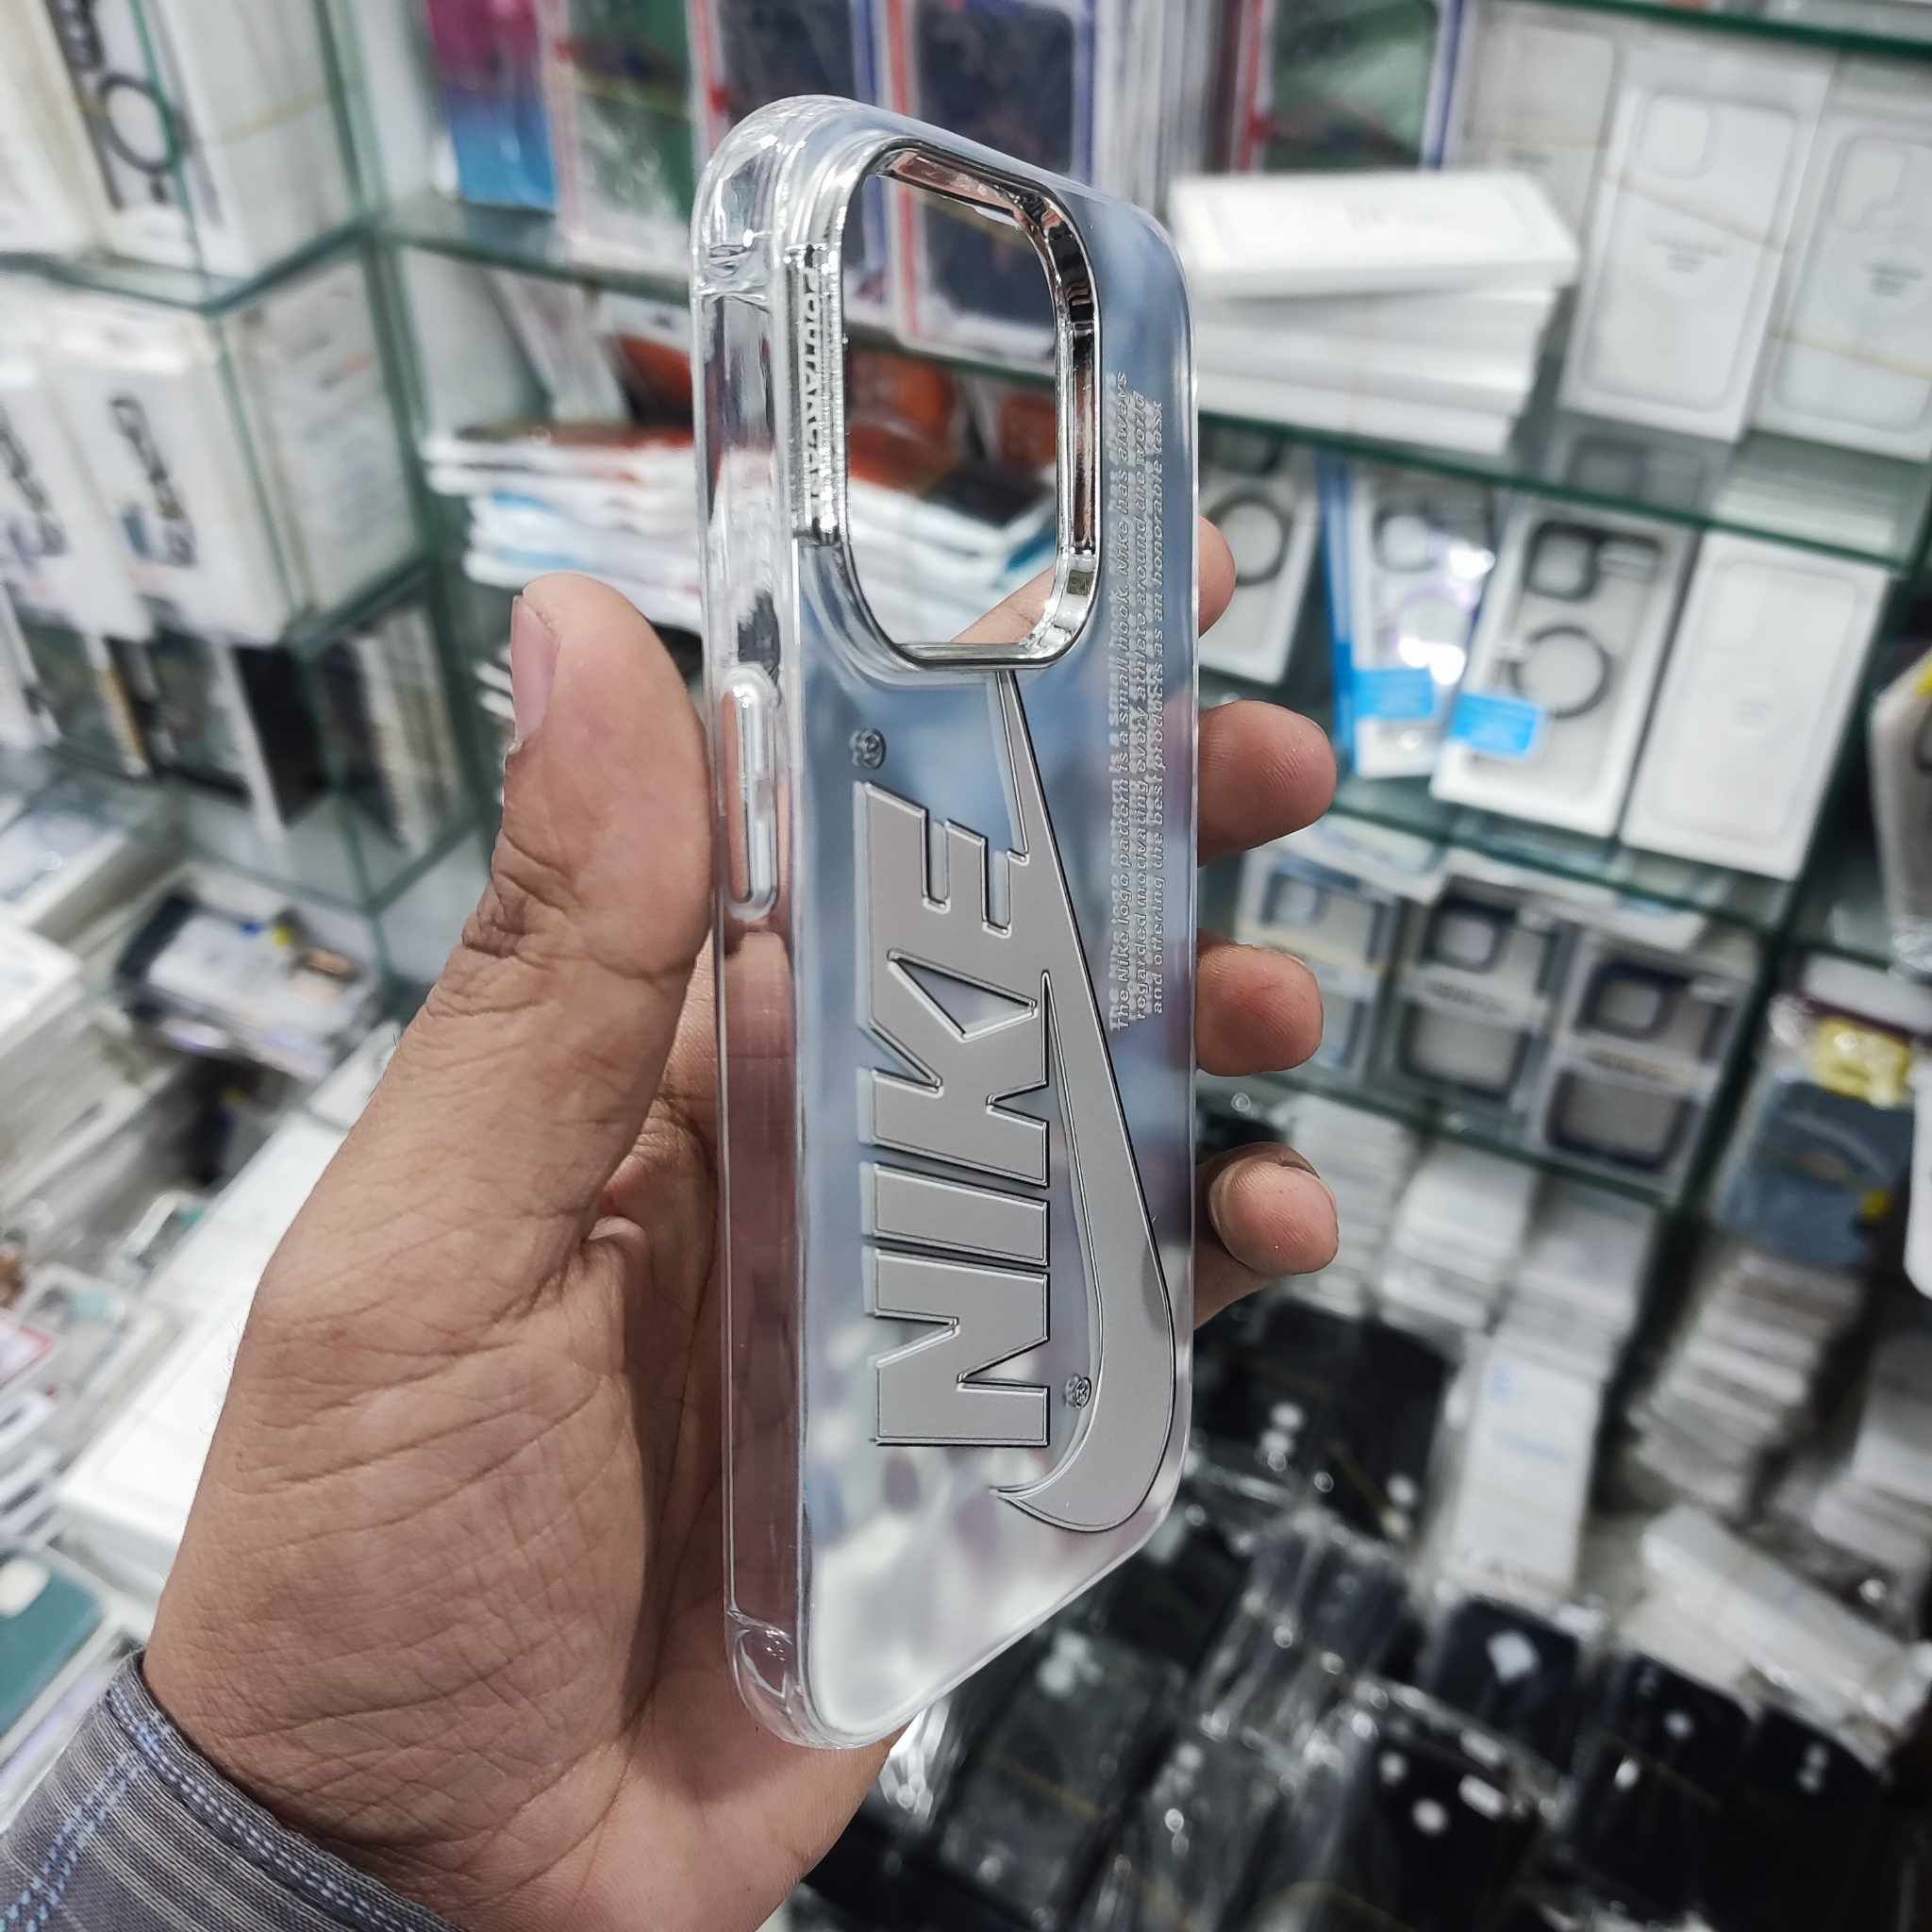 NIKE
The Nike logo pattern is a small hook. Nike has always
regarded motivating every athlete around the world
and offering the best products as an honorable task